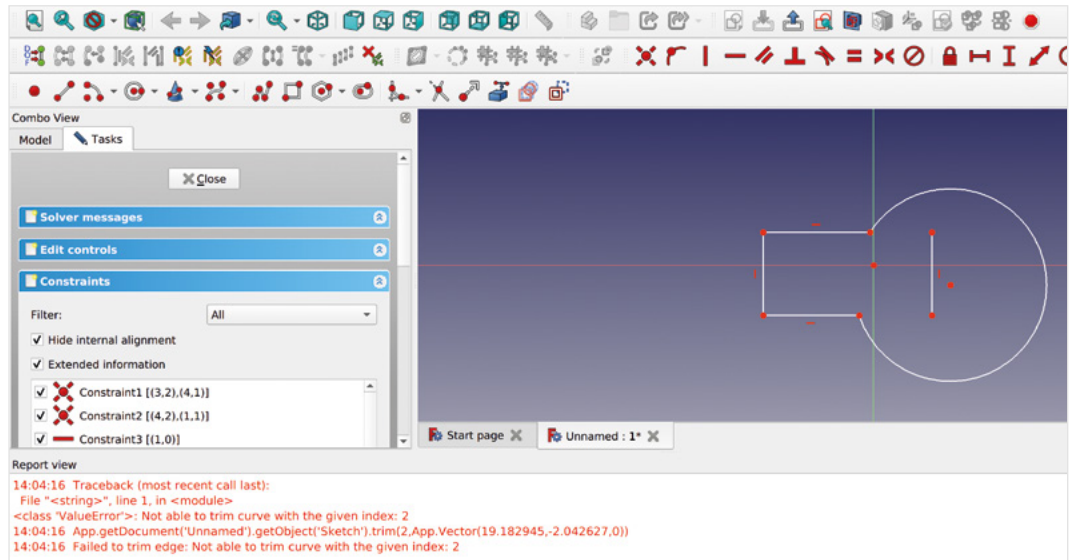 Combo View
Model Tasks
Close
Solver messages
Edit controls
Constraints
Filter: All
Hide internal alignment
Extended information
Constraint1 [(3,2),(4,1)]
Constraint2 [(4,2),(1,1)]
Constraint3 [(1,0)]
Start page Unnamed : 1*
Report view
14:04:16 Traceback (most recent call last):
File "<string>", line 1, in <module>
<class 'ValueError'>: Not able to trim curve with the given index: 2
14:04:16 App.getDocument('Unnamed').getObject('Sketch').trim(2,App.Vector(19.182945,-2.042627,0))
14:04:16 Failed to trim edge: Not able to trim curve with the given index: 2